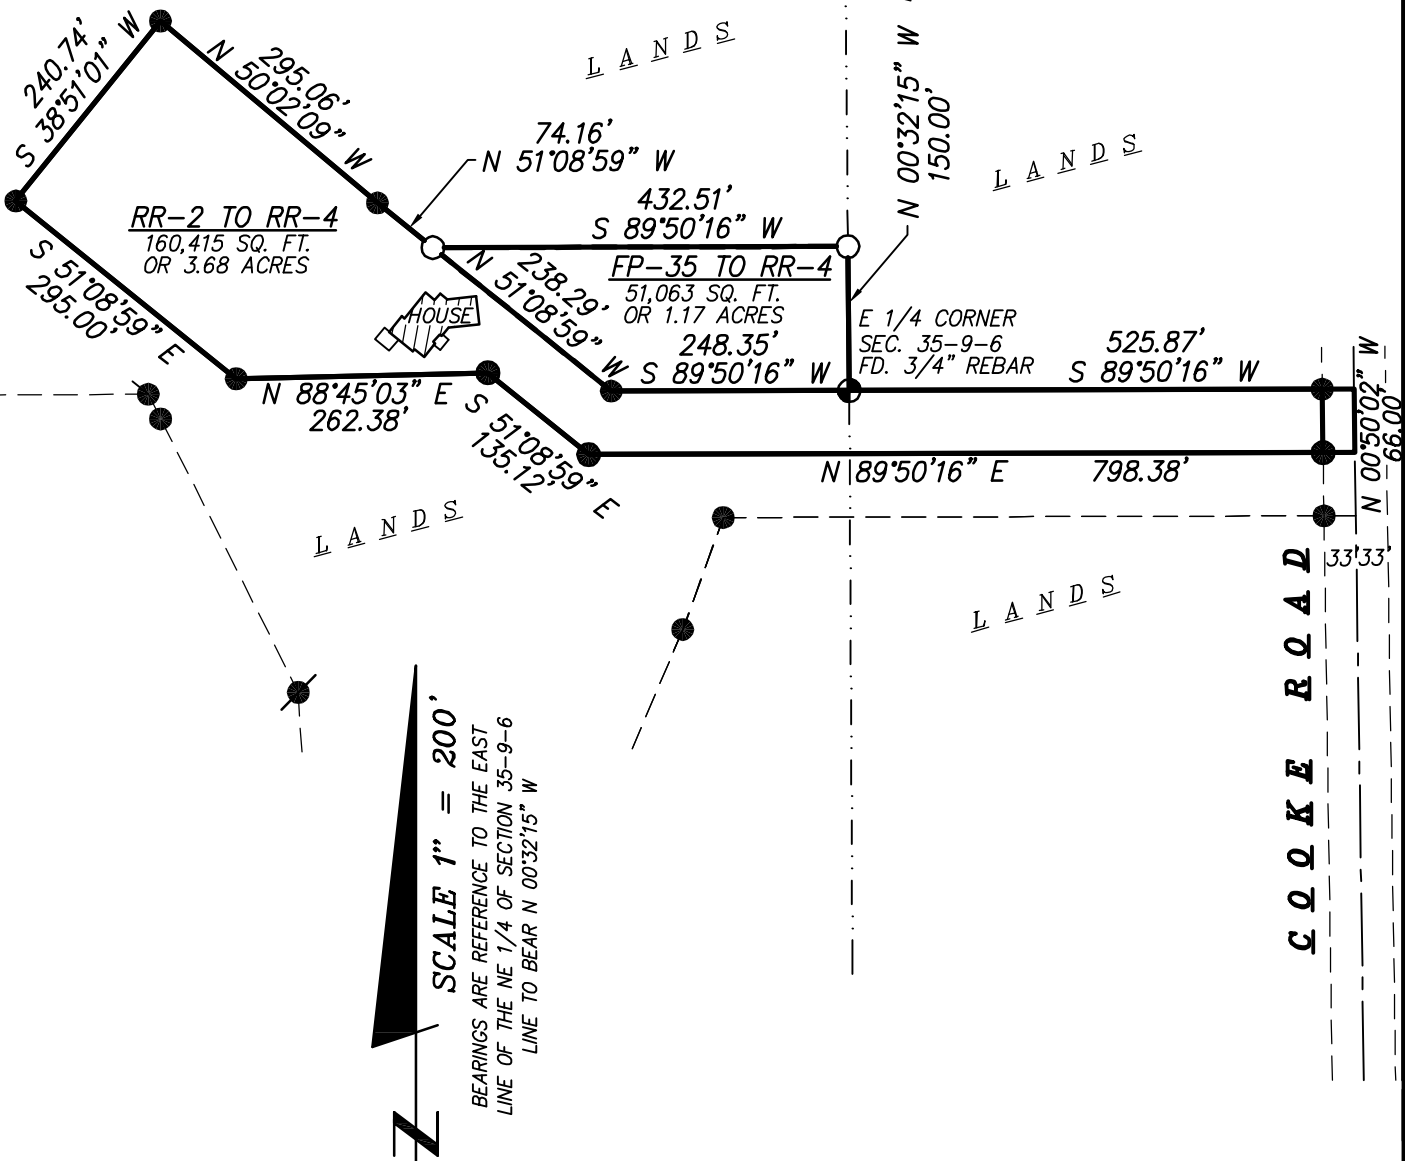 240.74'
S 38°51'01" W
295.06'
N 50°02'09" W
L A N D S
74.16'
N 51°08'59" W
N 00°32'15" W
150.00'
L A N D S
432.51'
S 89°50'16" W
RR-2 TO RR-4
160,415 SQ. FT.
OR 3.68 ACRES
238.29'
N 51°08'59" W
FP-35 TO RR-4
51,063 SQ. FT.
OR 1.17 ACRES
S 51°08'59" E
295.00'
HOUSE
E 1/4 CORNER
SEC. 35-9-6
FD. 3/4" REBAR
248.35'
S 89°50'16" W
525.87'
S 89°50'16" W
N 00°50'02" W
66.00'
N 88°45'03" E
262.38'
S 51°08'59" E
135.12'
N 89°50'16" E
798.38'
L A N D S
33'
33'
L A N D S
COOKE ROAD
SCALE 1" = 200'
BEARINGS ARE REFERENCE TO THE EAST
LINE OF THE NE 1/4 OF SECTION 35-9-6
LINE TO BEAR N 00°32'15" W
N